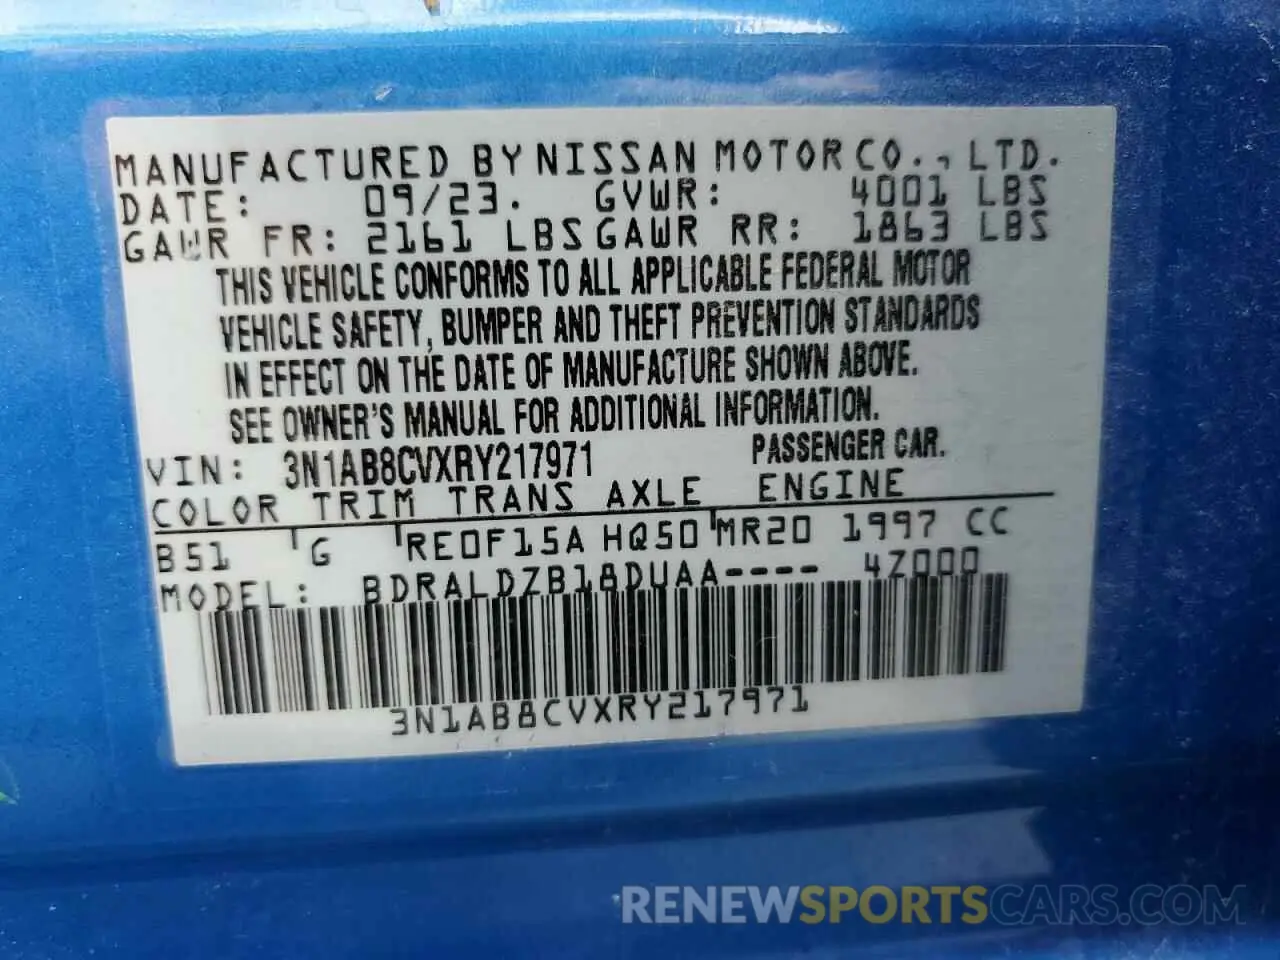 MANUFACTURED BY NISSAN MOTOR CO., LTD.
DATE: 09/23. GVWR: 4001 LBS
GAWR FR: 2161 LBS GAWR RR: 1863 LBS
THIS VEHICLE CONFORMS TO ALL APPLICABLE FEDERAL MOTOR
VEHICLE SAFETY, BUMPER AND THEFT PREVENTION STANDARDS
IN EFFECT ON THE DATE OF MANUFACTURE SHOWN ABOVE.
SEE OWNER'S MANUAL FOR ADDITIONAL INFORMATION.
VIN: 3N1AB8CVXRY217971 PASSENGER CAR.
COLOR TRIM TRANS AXLE ENGINE
B51 G RE0F15A HQ50 MR20 1997 CC
MODEL: BDRALDZB18DUAA---- 4Z000
3N1AB8CVXRY217971
RENEWSPORTSCARS.COM